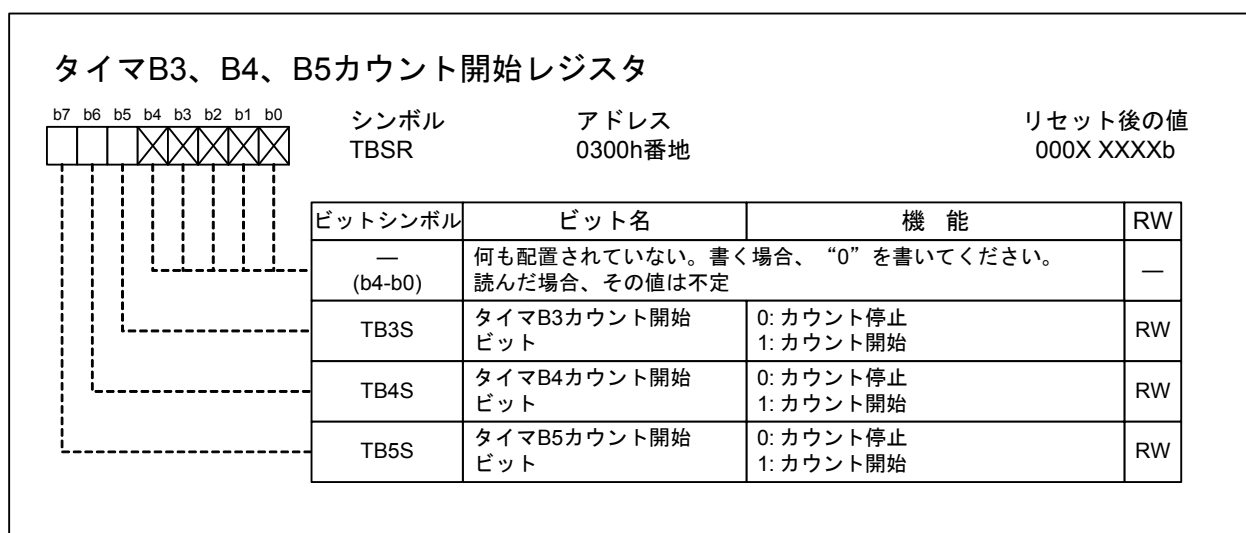 タイマB3、B4、B5カウント開始レジスタ
b7 b6 b5 b4 b3 b2 b1 b0
シンボル アドレス リセット後の値
TBSR 0300h番地 000X XXXXb
ビットシンボル ビット名 機 能 RW
— 何も配置されていない。書く場合、“0”を書いてください。 —
(b4-b0) 読んだ場合、その値は不定
TB3S タイマB3カウント開始 0: カウント停止 RW
ビット 1: カウント開始
TB4S タイマB4カウント開始 0: カウント停止 RW
ビット 1: カウント開始
TB5S タイマB5カウント開始 0: カウント停止 RW
ビット 1: カウント開始